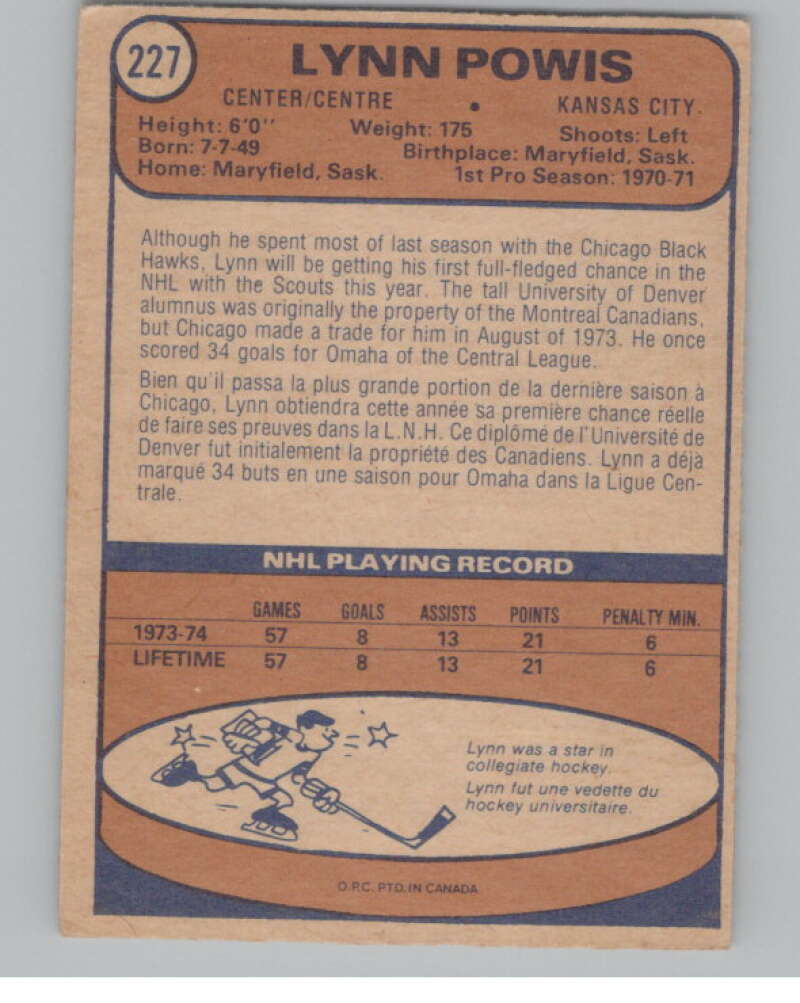 227
LYNN POWIS
CENTER/CENTRE • KANSAS CITY
Height: 6'0'' Weight: 175 Shoots: Left
Born: 7-7-49 Birthplace: Maryfield, Sask.
Home: Maryfield, Sask. 1st Pro Season: 1970-71
Although he spent most of last season with the Chicago Black
Hawks, Lynn will be getting his first full-fledged chance in the
NHL with the Scouts this year. The tall University of Denver
alumnus was originally the property of the Montreal Canadians,
but Chicago made a trade for him in August of 1973. He once
scored 34 goals for Omaha of the Central League.
Bien qu'il passa la plus grande portion de la dernière saison à
Chicago, Lynn obtiendra cette année sa première chance réelle
de faire ses preuves dans la L.N.H. Ce diplômé de l'Université de
Denver fut initialement la propriété des Canadiens. Lynn a déjà
marqué 34 buts en une saison pour Omaha dans la Ligue Cen-
trale.
NHL PLAYING RECORD
GAMES GOALS ASSISTS POINTS PENALTY MIN.
1973-74 57 8 13 21 6
LIFETIME 57 8 13 21 6
Lynn was a star in
collegiate hockey.
Lynn fut une vedette du
hockey universitaire.
O.P.C. PTD. IN CANADA